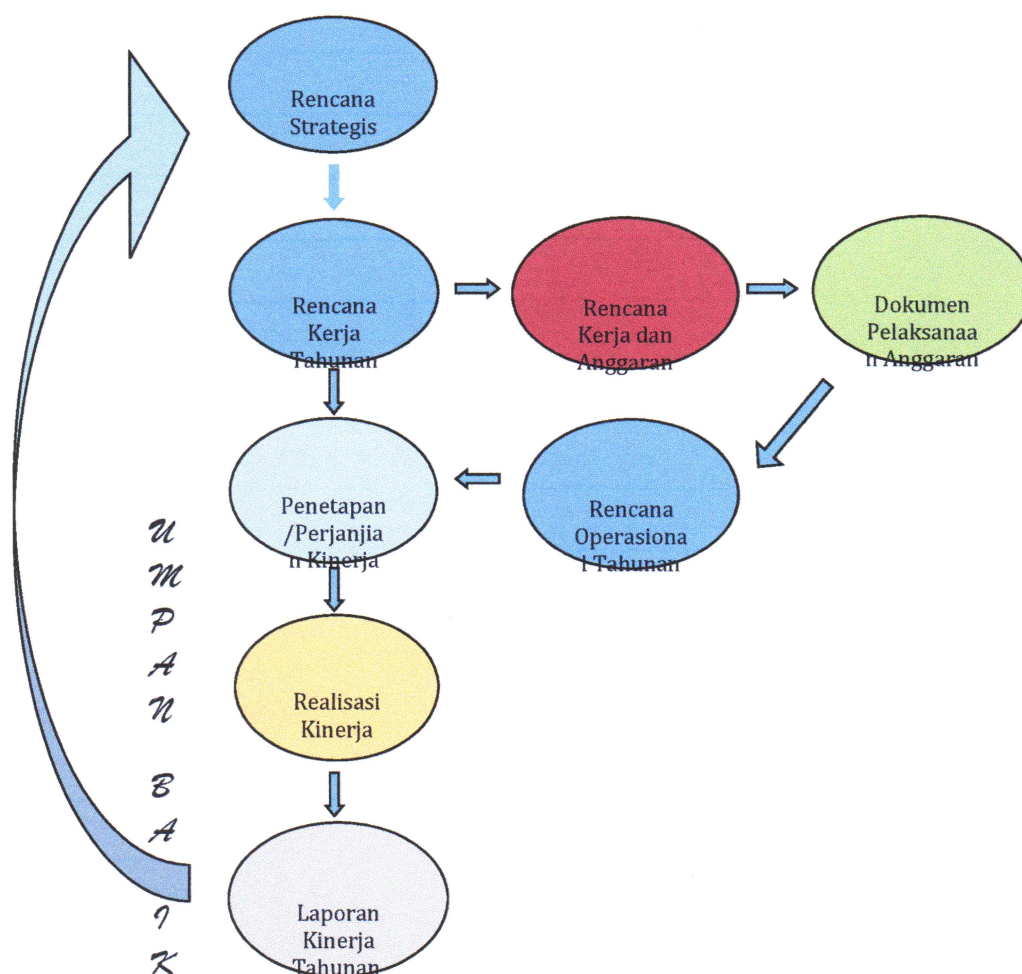 Rencana
Strategis
Rencana
Kerja
Tahunan
Rencana
Kerja dan
Anggaran
Dokumen
Pelaksanaa
n Anggaran
Penetapan
/Perjanjia
n Kinerja
Rencana
Operasiona
l Tahunan
Realisasi
Kinerja
Laporan
Kinerja
Tahunan
U
M
P
A
N
B
A
I
K